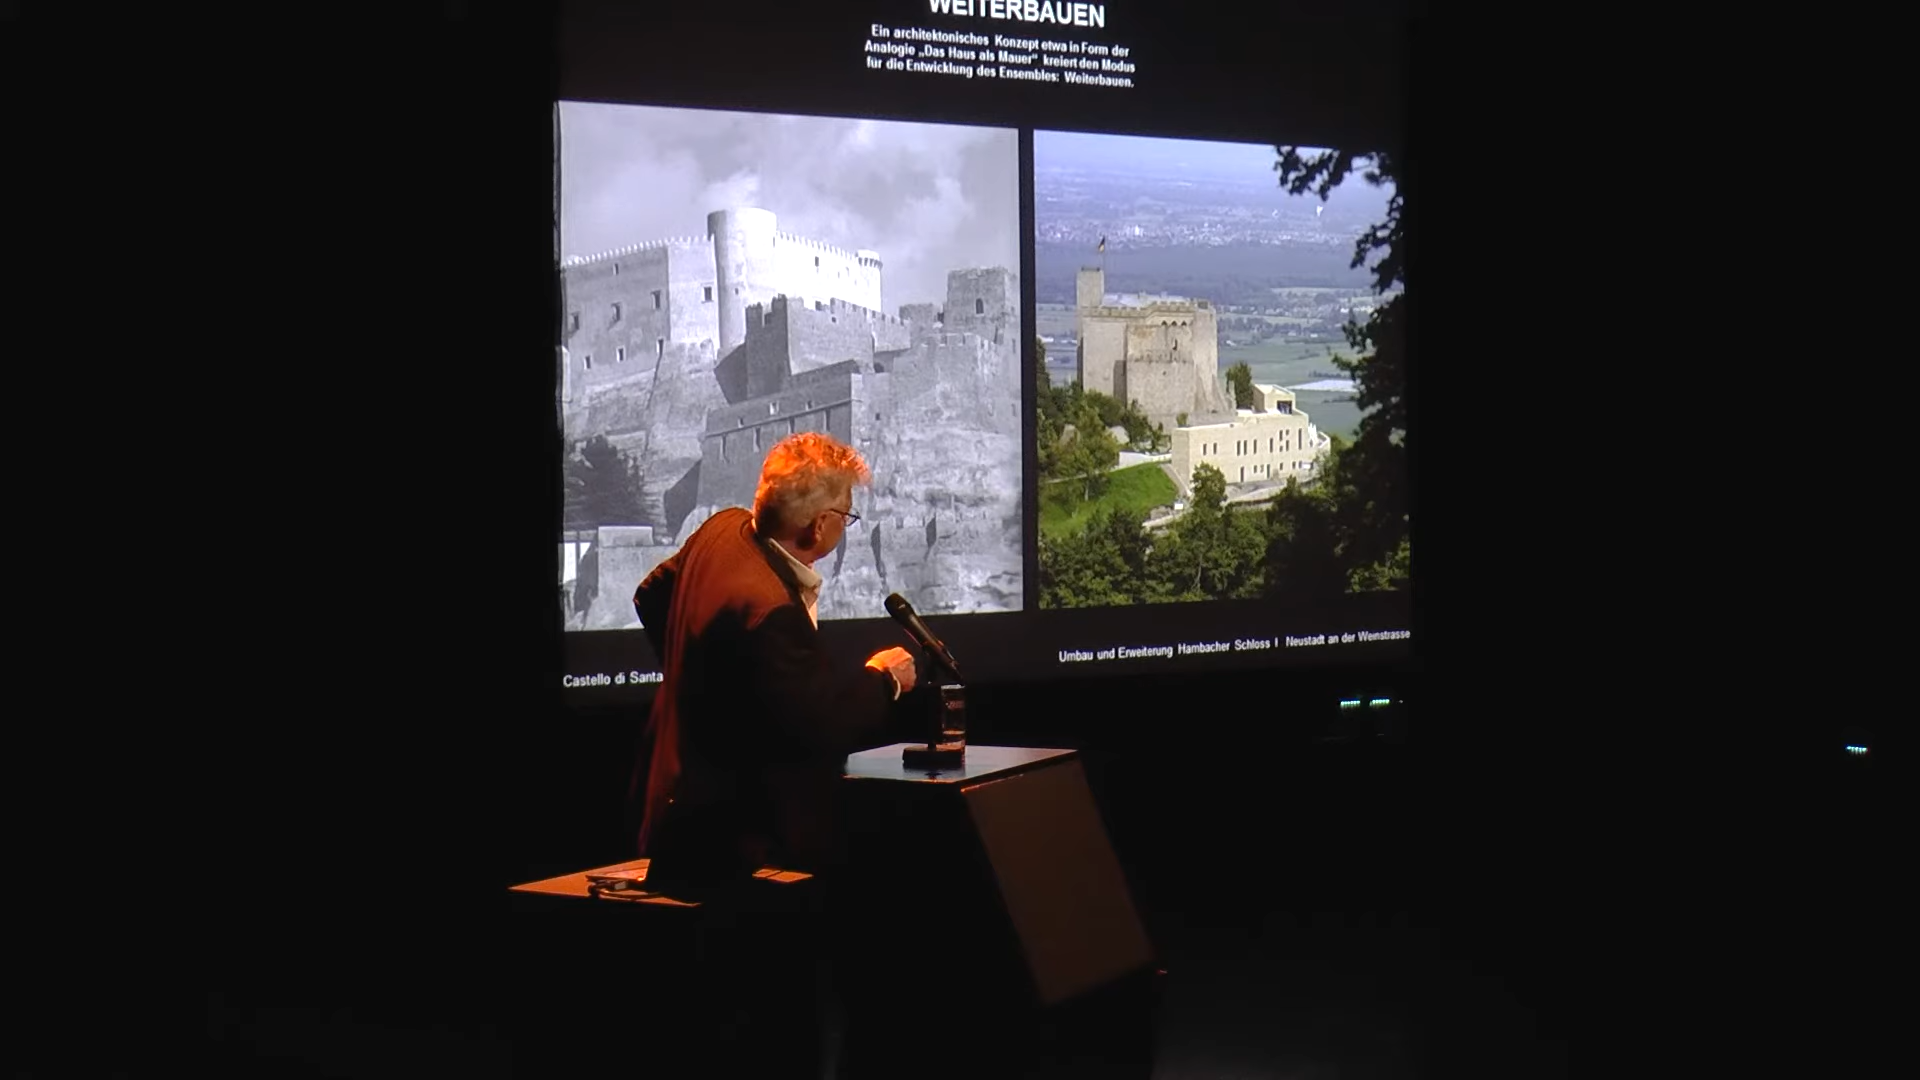 WEITERBAUEN
Ein architektonisches Konzept etwa in Form der
Analogie „Das Haus als Mauer“ kreiert den Modus
für die Entwicklung des Ensembles: Weiterbauen.
Castello di Santa
Umbau und Erweiterung Hambacher Schloss I Neustadt an der Weinstrasse